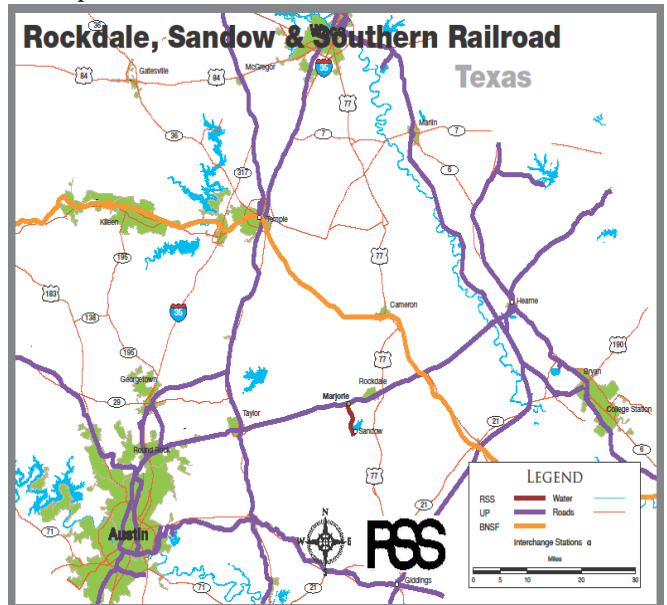 Rockdale, Sandow & Southern Railroad
Texas
36
84
Gatesville
84
McGregor
35
77
7
Marlin
7
36
6
317
Killeen
Temple
195
77
183
35
138
Cameron
Hearne
190
195
77
Georgetown
Rockdale
Bryan
Marjorie
29
Taylor
College Station
Sandow
21
6
Round Rock
77
71
Austin
21
N
W E
S
RSS
71
21
Giddings
LEGEND
RSS Water
UP Roads
BNSF
Interchange Stations
Miles
0 5 10 20 30